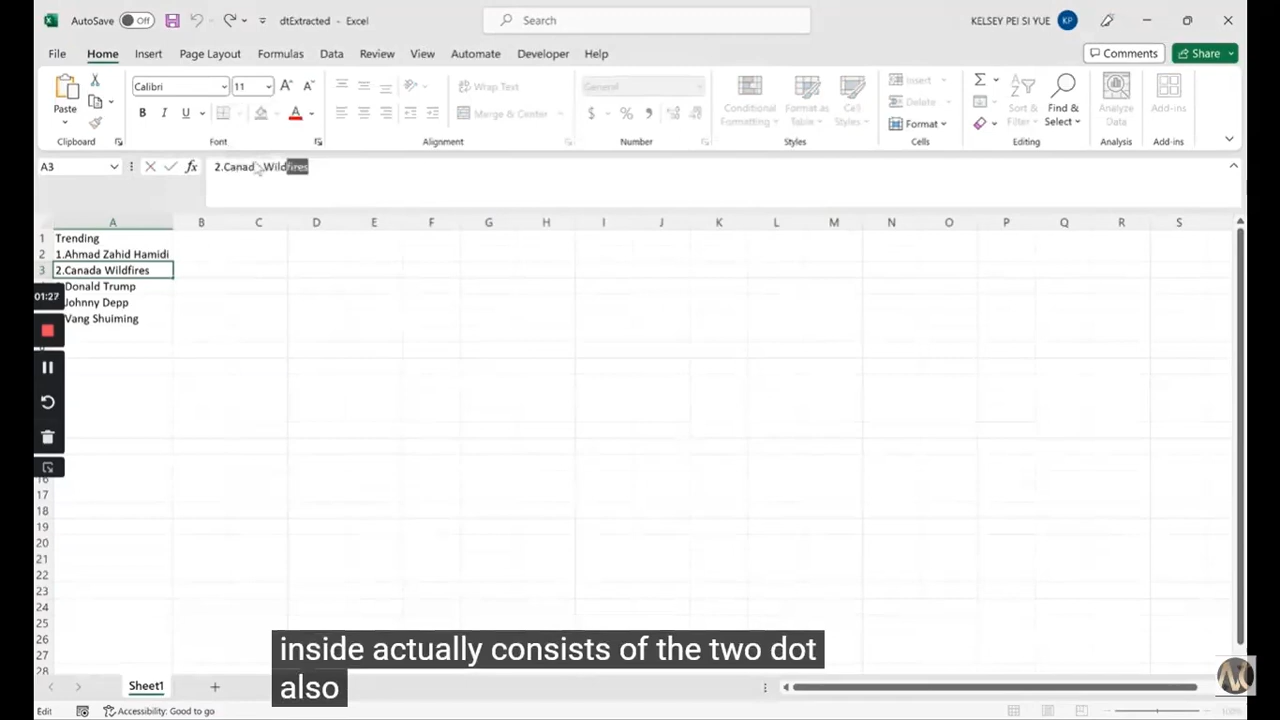 AutoSave Off dtExtracted - Excel Search KELSEY PEI SI YUE KP
File Home Insert Page Layout Formulas Data Review View Automate Developer Help Comments Share
Paste Calibri 11 Wrap Text General Conditional Formatting Format as Table Cell Styles Insert Sort & Filter Find & Select Analyze Data Add-ins
B I U Merge & Center $ % Delete
Format
Clipboard Font Alignment Number Styles Cells Editing Analysis Add-ins
A3 fx 2.Canad Wildfires
A B C D E F G H I J K L M N O P Q R S
1 Trending
2 1.Ahmad Zahid Hamidi
3 2.Canada Wildfires
Donald Trump
01:27 Johnny Depp
Vang Shuiming
16
17
18
19
20
21
22
23
24
25
26
27
28
inside actually consists of the two dot
also
Sheet1
Edit Accessibility: Good to go 100%